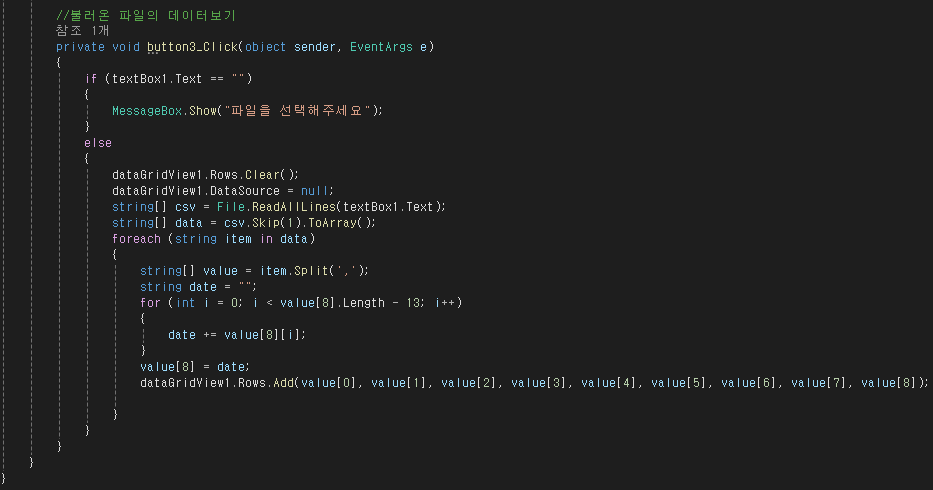 //불러온 파일의 데이터보기
참조 1개
private void button3_Click(object sender, EventArgs e)
{
if (textBox1.Text == "")
{
MessageBox.Show("파일을 선택해주세요");
}
else
{
dataGridView1.Rows.Clear();
dataGridView1.DataSource = null;
string[] csv = File.ReadAllLines(textBox1.Text);
string[] data = csv.Skip(1).ToArray();
foreach (string item in data)
{
string[] value = item.Split(',');
string date = "";
for (int i = 0; i < value[8].Length - 13; i++)
{
date += value[8][i];
}
value[8] = date;
dataGridView1.Rows.Add(value[0], value[1], value[2], value[3], value[4], value[5], value[6], value[7], value[8]);
}
}
}
}
}